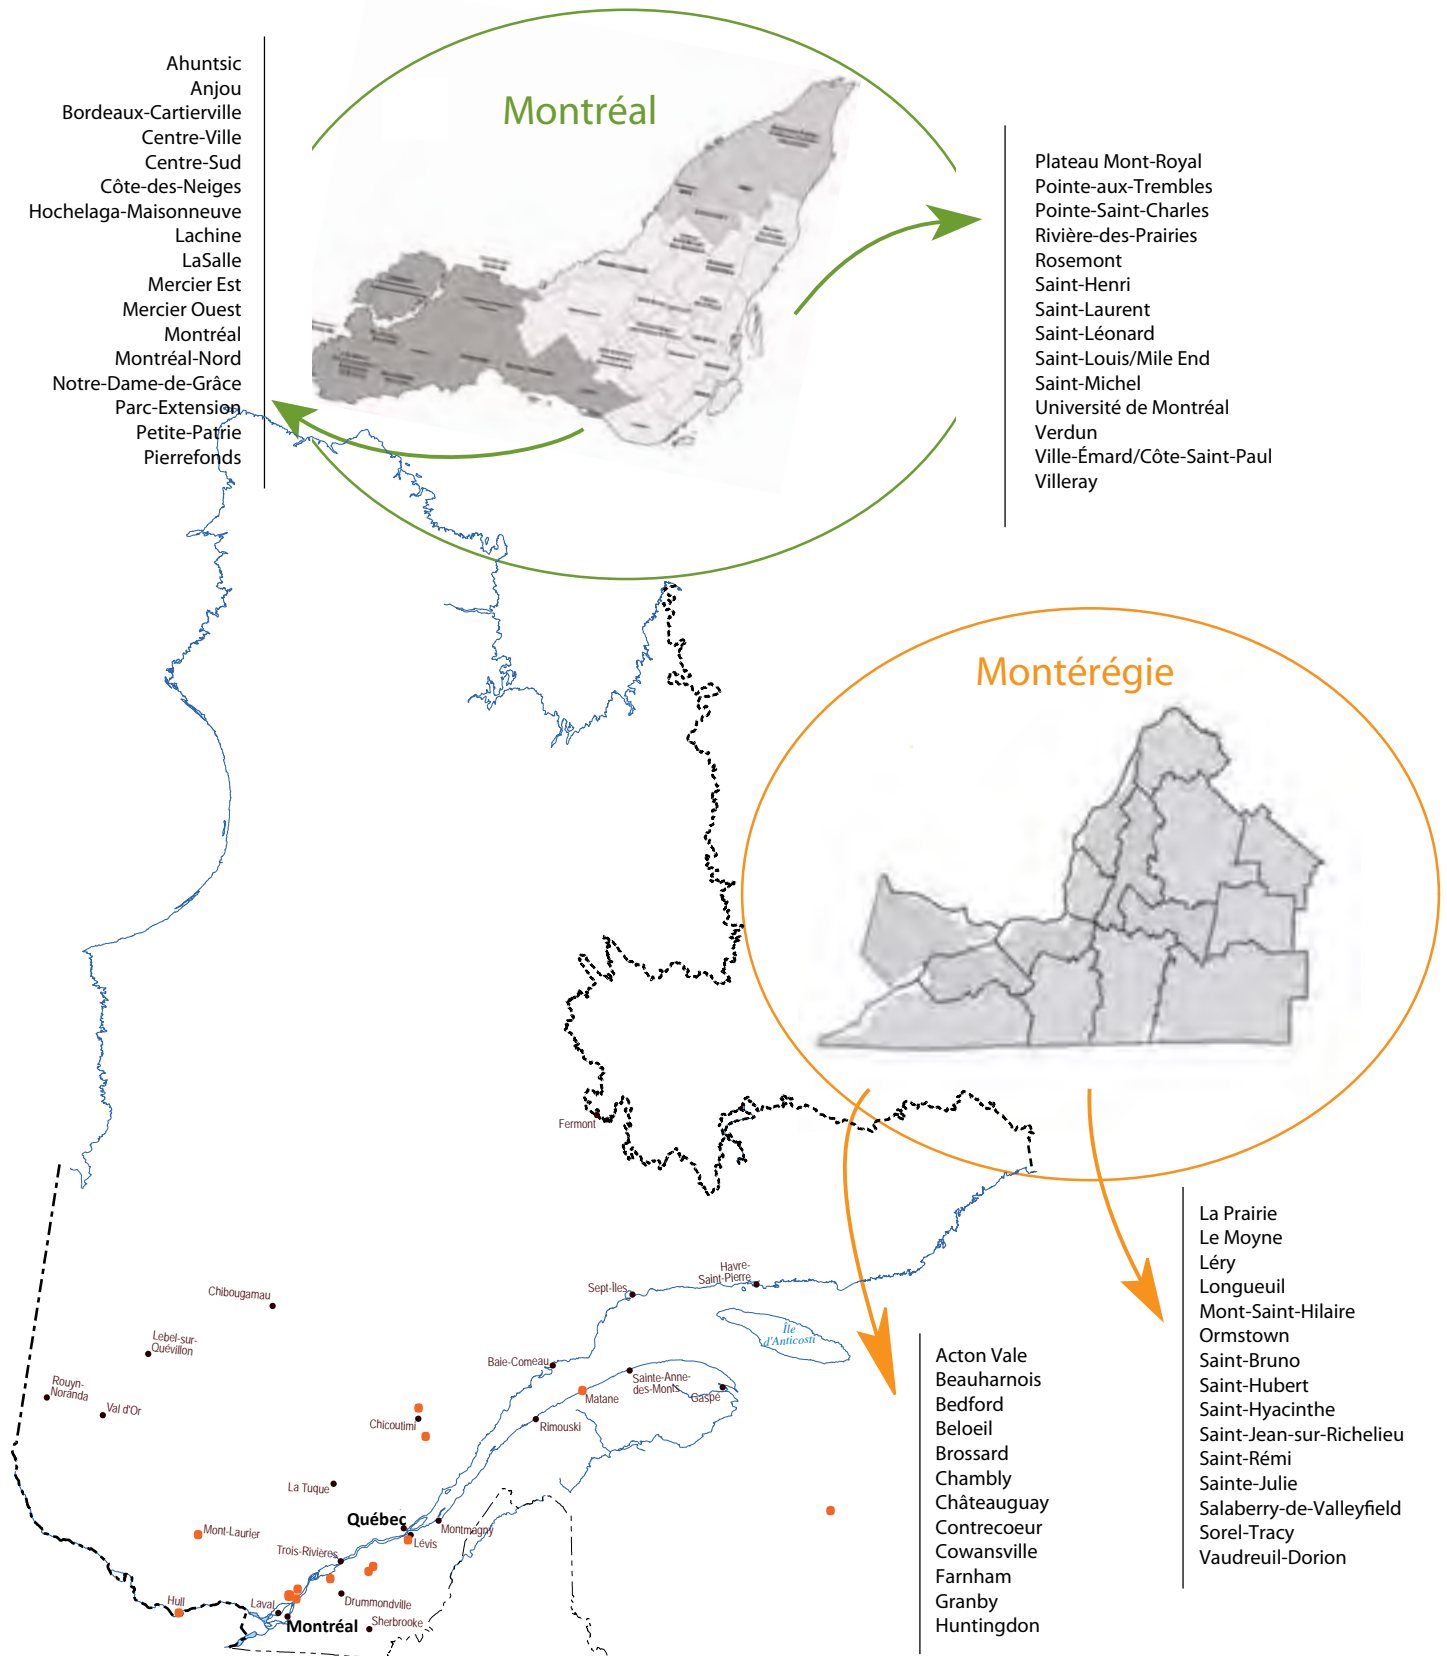 Montréal
Ahuntsic
Anjou
Bordeaux-Cartierville
Centre-Ville
Centre-Sud
Côte-des-Neiges
Hochelaga-Maisonneuve
Lachine
LaSalle
Mercier Est
Mercier Ouest
Montréal
Montréal-Nord
Notre-Dame-de-Grâce
Parc-Extension
Petite-Patrie
Pierrefonds
Plateau Mont-Royal
Pointe-aux-Trembles
Pointe-Saint-Charles
Rivière-des-Prairies
Rosemont
Saint-Henri
Saint-Laurent
Saint-Léonard
Saint-Louis/Mile End
Saint-Michel
Université de Montréal
Verdun
Ville-Émard/Côte-Saint-Paul
Villeray
Montérégie
Fermont
Havre-
Saint-Pierre
Sept-Îles
Chibougamau
Île
d'Anticosti
Lebel-sur-
Quévillon
Baie-Comeau
Sainte-Anne-
des-Monts
Gaspé
Rouyn-
Noranda
Val d'Or
Matane
Chicoutimi
Rimouski
La Tuque
Québec
Montmagny
Mont-Laurier
Lévis
Trois-Rivières
Hull
Laval
Drummondville
Montréal
Sherbrooke
Acton Vale
Beauharnois
Bedford
Beloeil
Brossard
Chambly
Châteauguay
Contrecoeur
Cowansville
Farnham
Granby
Huntingdon
La Prairie
Le Moyne
Léry
Longueuil
Mont-Saint-Hilaire
Ormstown
Saint-Bruno
Saint-Hubert
Saint-Hyacinthe
Saint-Jean-sur-Richelieu
Saint-Rémi
Sainte-Julie
Salaberry-de-Valleyfield
Sorel-Tracy
Vaudreuil-Dorion